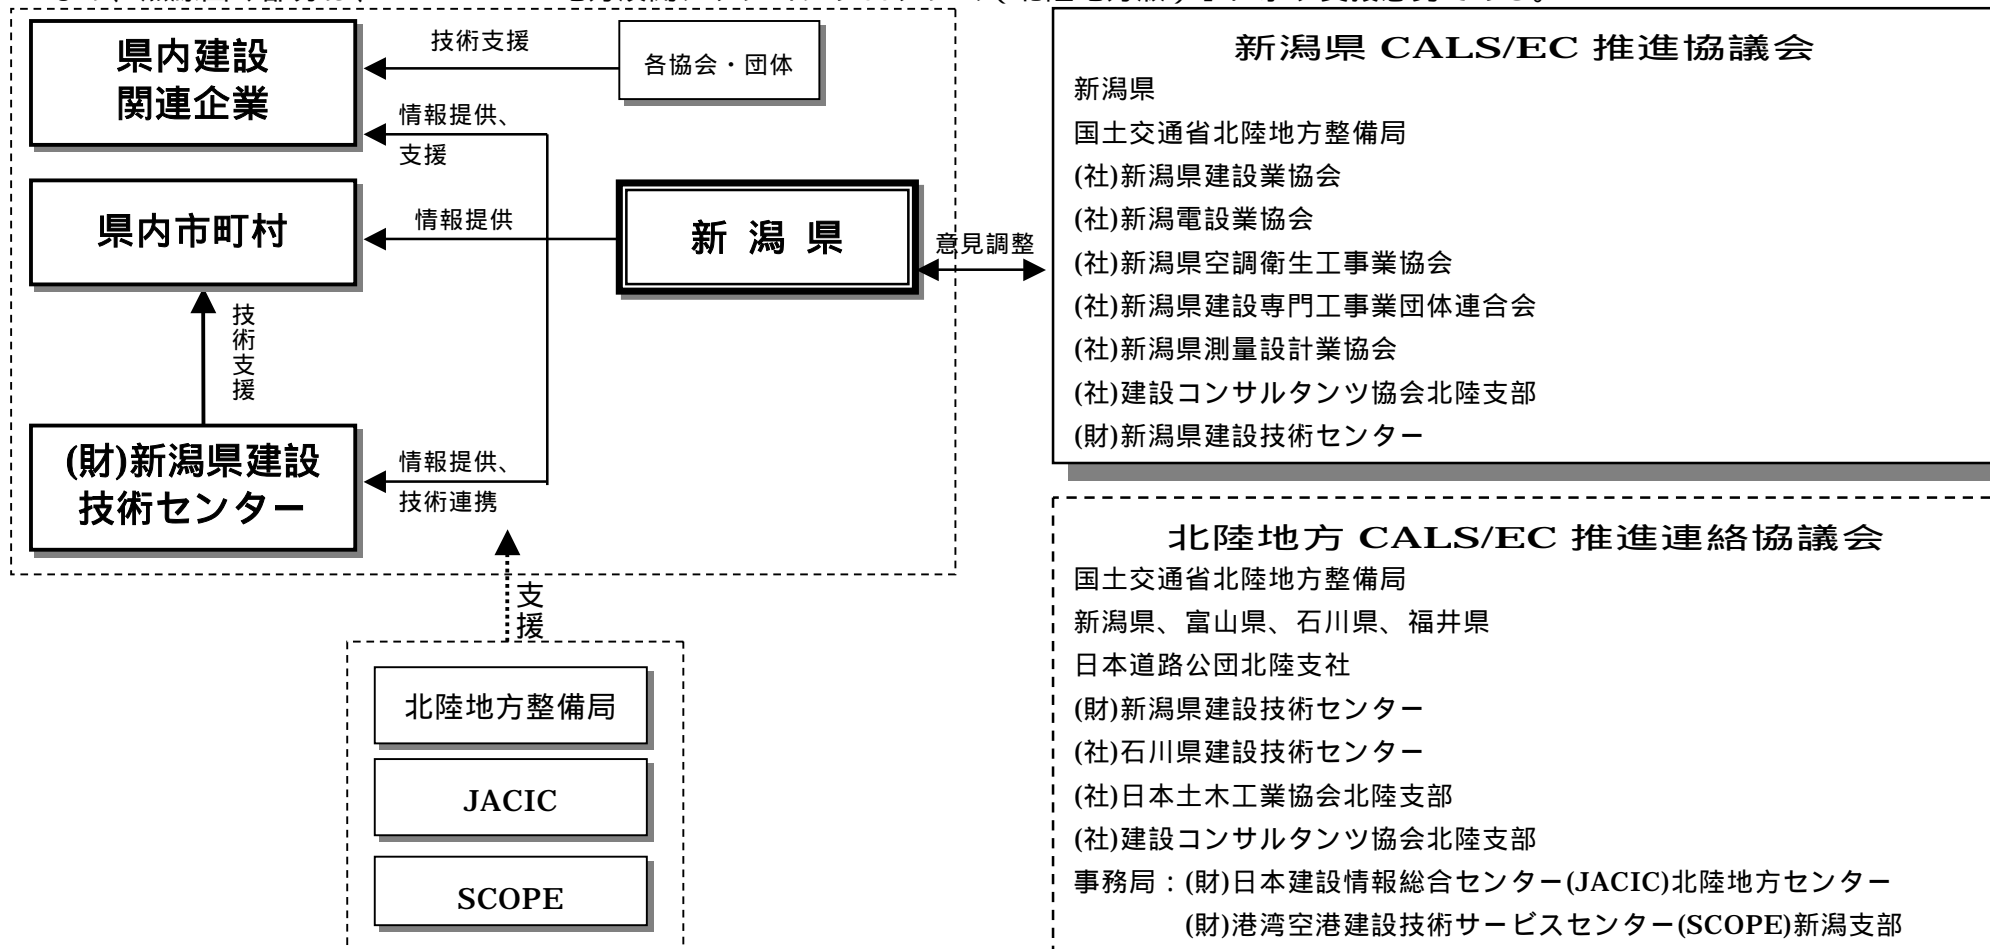 県内建設
関連企業
技術支援
各協会・団体
情報提供、
支援
県内市町村
情報提供
新潟県
意見調整
技術支援
(財)新潟県建設
技術センター
情報提供、
技術連携
支援
北陸地方整備局
JACIC
SCOPE
新潟県 CALS/EC 推進協議会
新潟県
国土交通省北陸地方整備局
(社)新潟県建設業協会
(社)新潟電設業協会
(社)新潟県空調衛生工事業協会
(社)新潟県建設専門工事業団体連合会
(社)新潟県測量設計業協会
(社)建設コンサルタンツ協会北陸支部
(財)新潟県建設技術センター
北陸地方 CALS/EC 推進連絡協議会
国土交通省北陸地方整備局
新潟県、富山県、石川県、福井県
日本道路公団北陸支社
(財)新潟県建設技術センター
(社)石川県建設技術センター
(社)日本土木工業協会北陸支部
(社)建設コンサルタンツ協会北陸支部
事務局：(財)日本建設情報総合センター(JACIC)北陸地方センター
(財)港湾空港建設技術サービスセンター(SCOPE)新潟支部